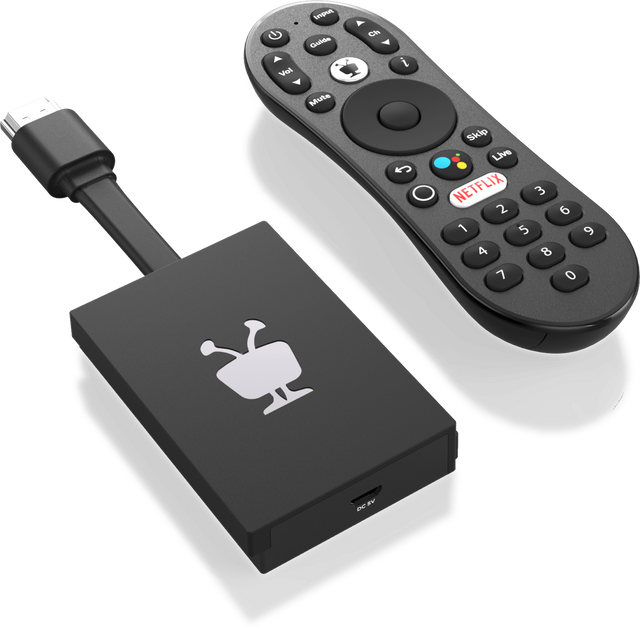 Input
Guide
Ch
Vol
i
Mute
Skip
Live
NETFLIX
1 2 3
4 5 6
7 8 9
0
DC 5V